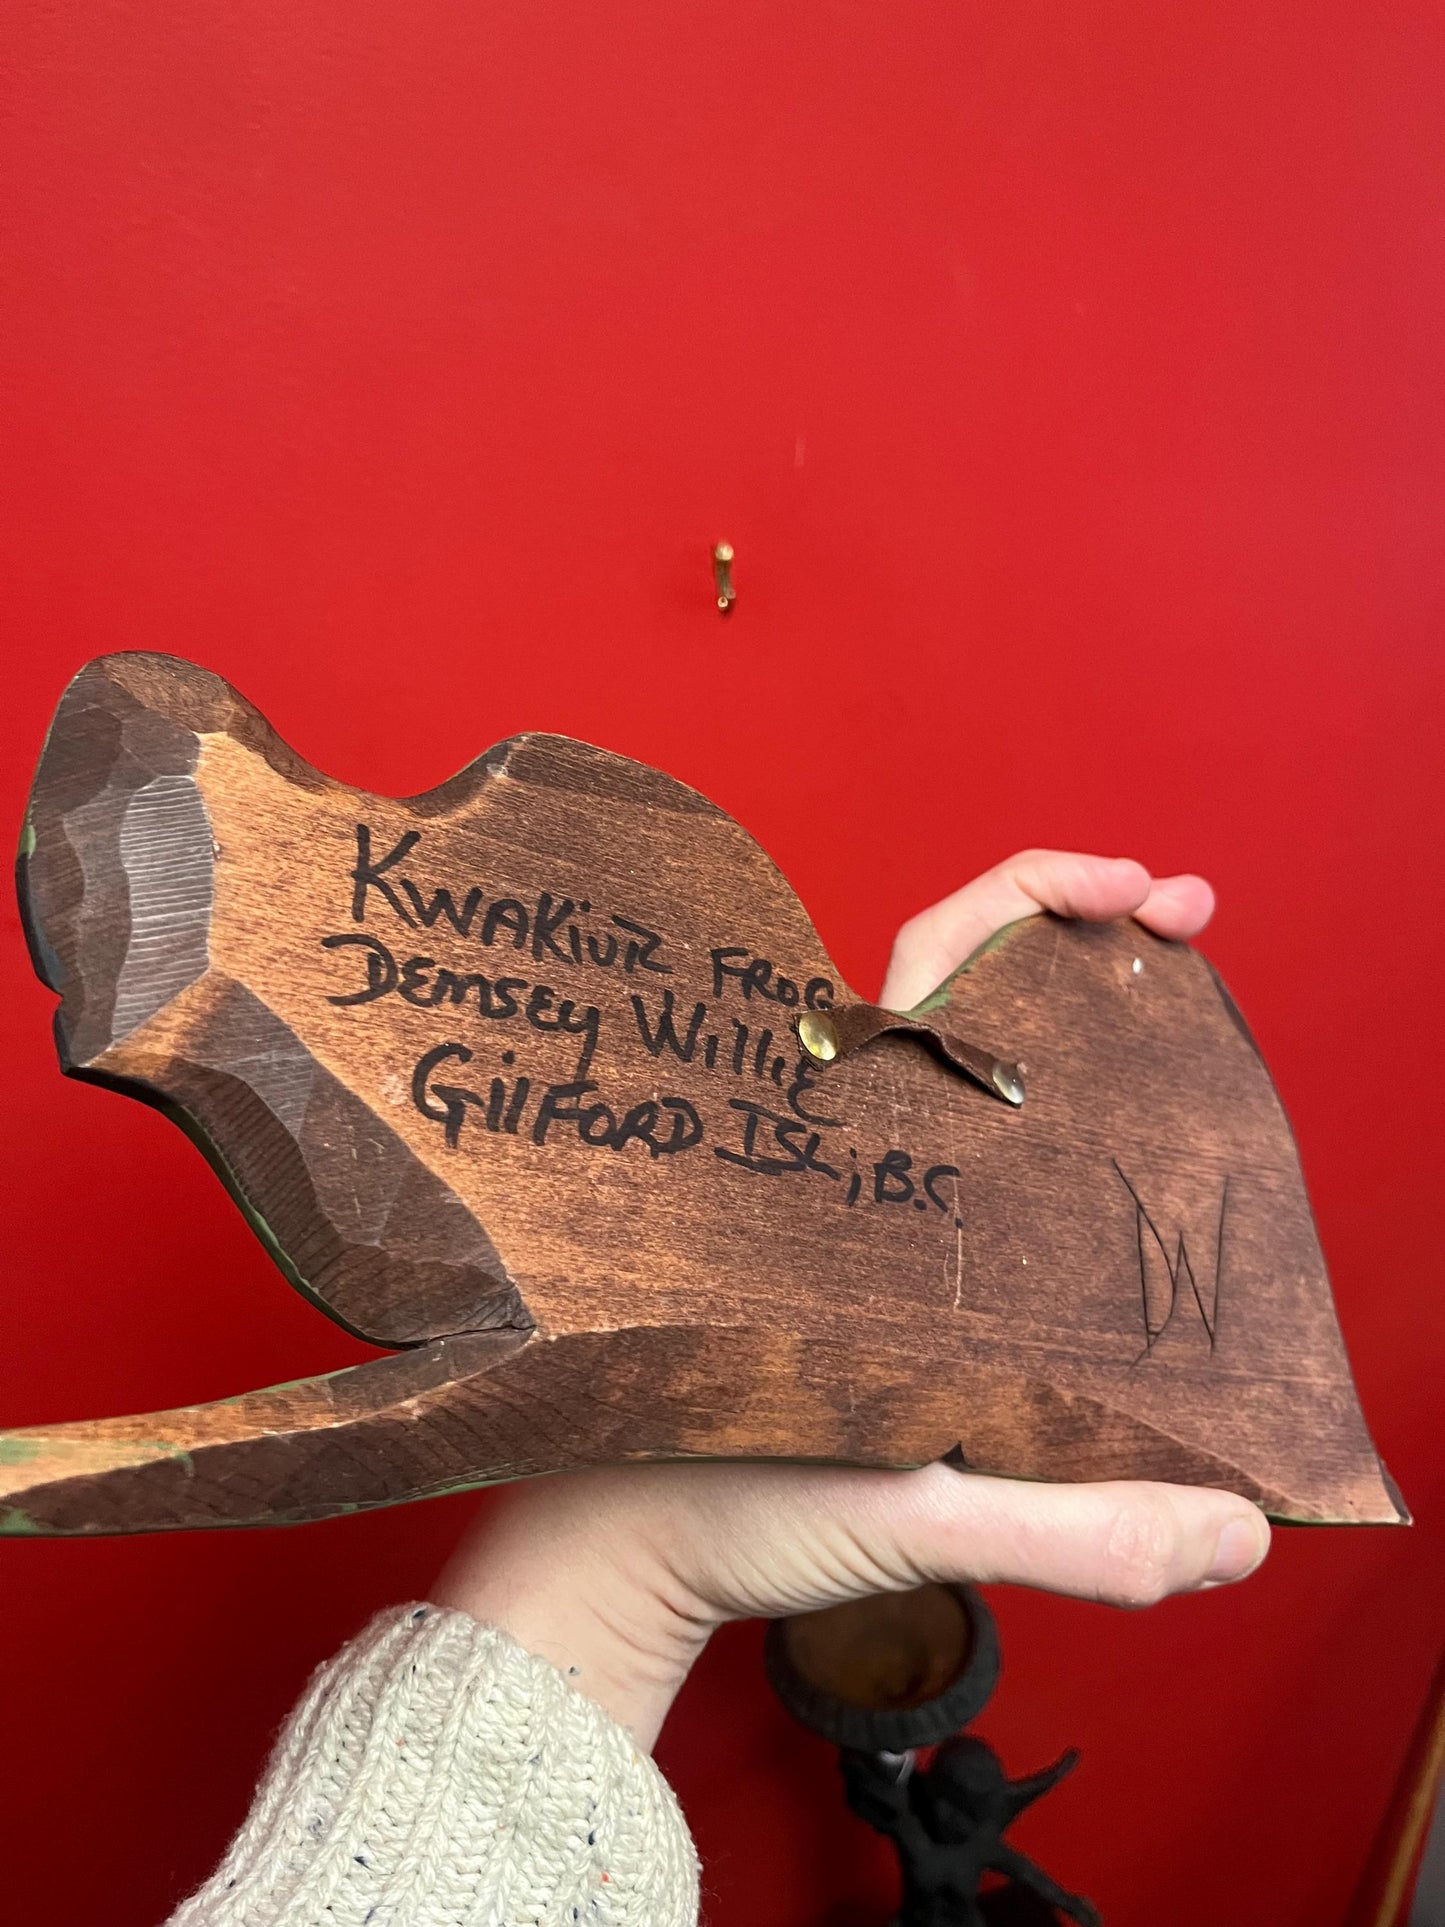 KWAKIUTL FROG
DEMSEY WILLIE
GILFORD ISL; B.C.
DW